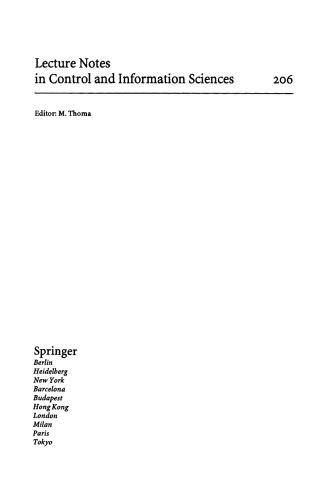 Lecture Notes
in Control and Information Sciences 206
Editor: M. Thoma
Springer
Berlin
Heidelberg
New York
Barcelona
Budapest
Hong Kong
London
Milan
Paris
Tokyo